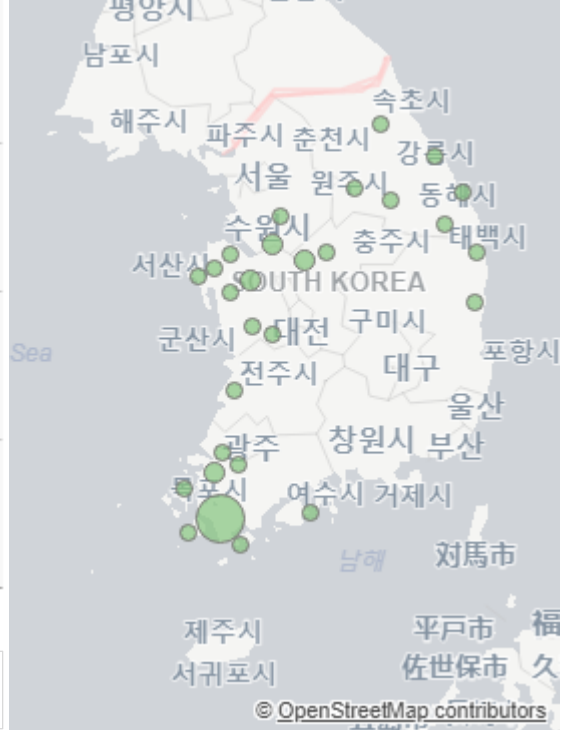 평양시
남포시
해주시
속초시
파주시 춘천시
강릉시
서울 원주시
동해시
수원시
충주시 태백시
서산시
SOUTH KOREA
군산시 대전 구미시
Sea
포항시
전주시 대구
울산
광주 창원시 부산
목포시 여수시 거제시
남해
対馬市
제주시 平戸市 福
서귀포시 佐世保市 久
© OpenStreetMap contributors